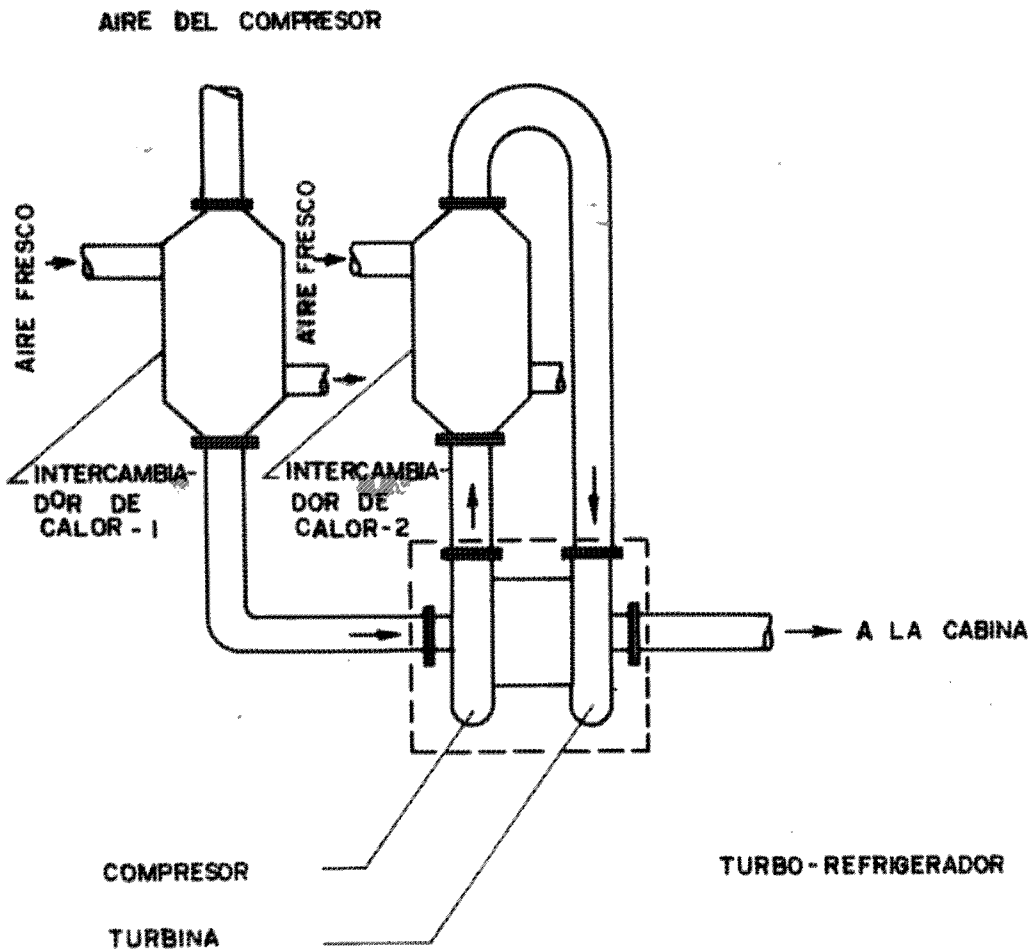 AIRE DEL COMPRESOR
AIRE FRESCO
AIRE FRESCO
INTERCAMBIA-
DOR DE
CALOR - 1
INTERCAMBIA-
DOR DE
CALOR-2
A LA CABINA
COMPRESOR
TURBO-REFRIGERADOR
TURBINA